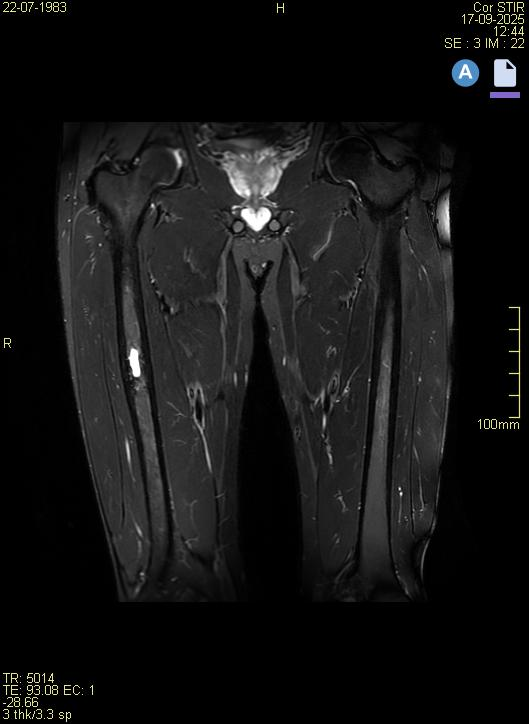 22-07-1983
H
Cor STIR
17-09-2025
12:44
SE : 3 IM : 22
A
R
100mm
TR: 5014
TE: 93.08 EC: 1
-28.66
3 thk/3.3 sp